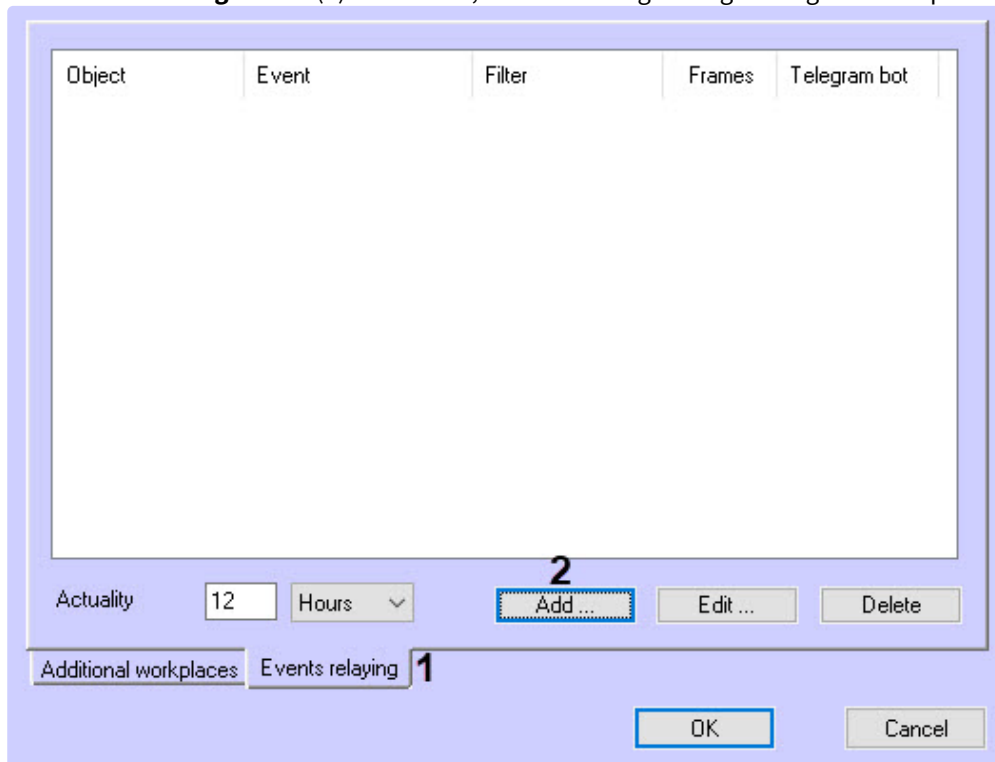 Object Event Filter Frames Telegram bot
2
Actuality 12 Hours Add ... Edit ... Delete
Additional workplaces Events relaying 1
OK Cancel